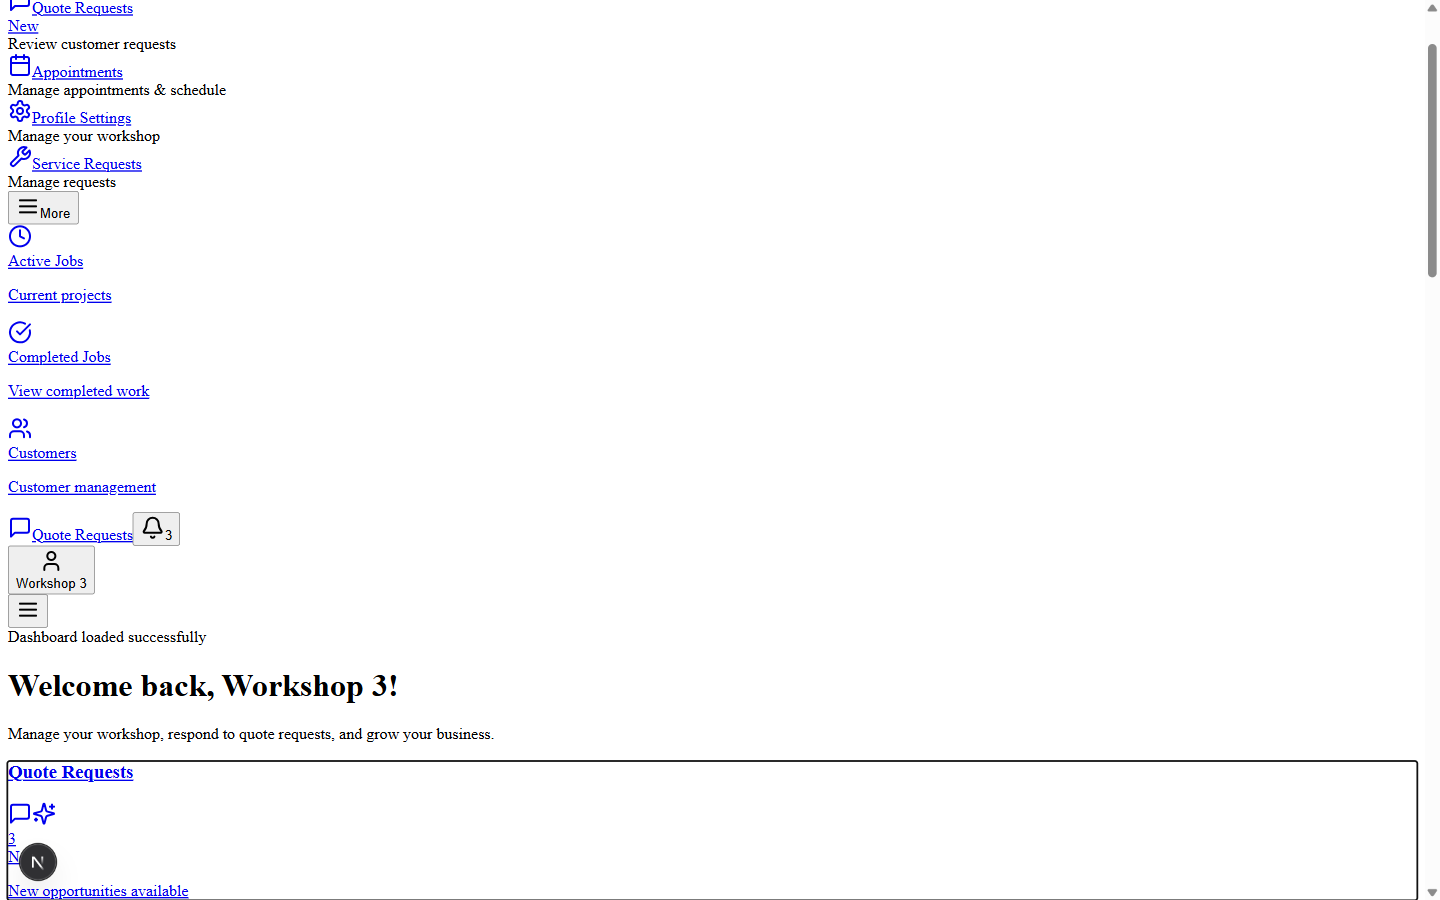 Quote Requests
New
Review customer requests
Appointments
Manage appointments & schedule
Profile Settings
Manage your workshop
Service Requests
Manage requests
More
Active Jobs
Current projects
Completed Jobs
View completed work
Customers
Customer management
Quote Requests 3
Workshop 3
Dashboard loaded successfully
Welcome back, Workshop 3!
Manage your workshop, respond to quote requests, and grow your business.
Quote Requests
3
N
New opportunities available